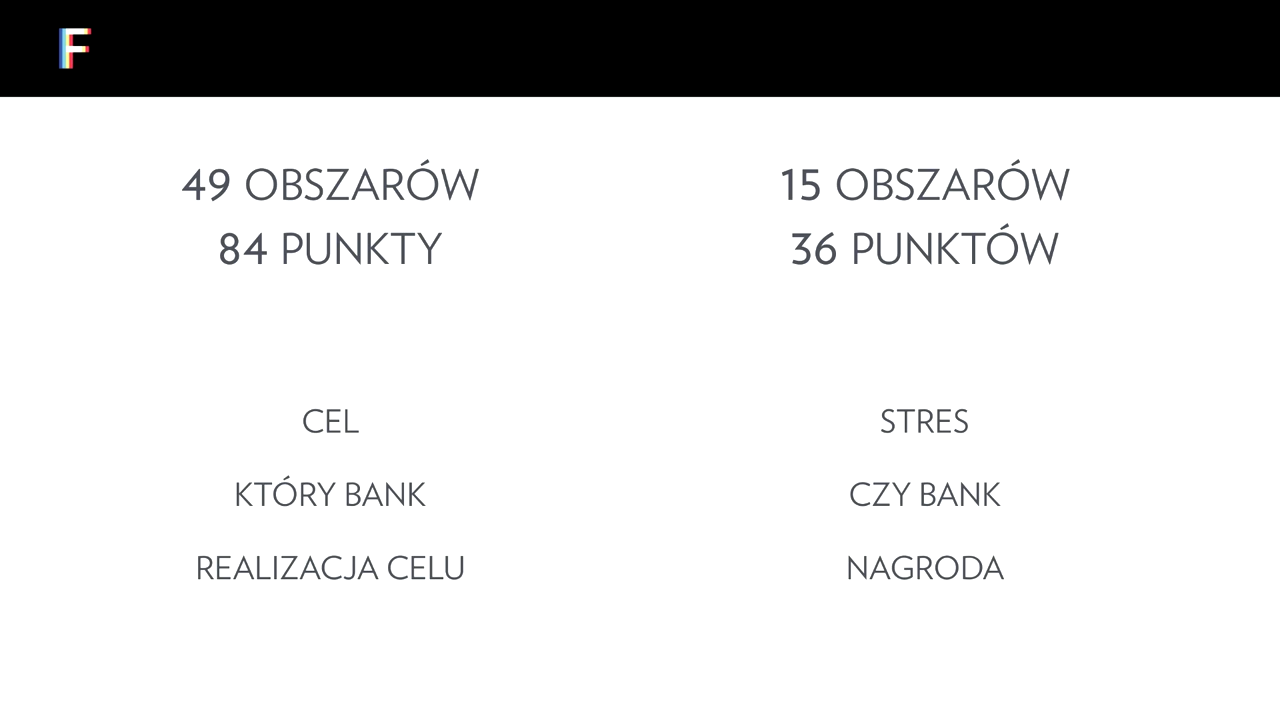 F
49 OBSZARÓW
84 PUNKTY
15 OBSZARÓW
36 PUNKTÓW
CEL
KTÓRY BANK
REALIZACJA CELU
STRES
CZY BANK
NAGRODA